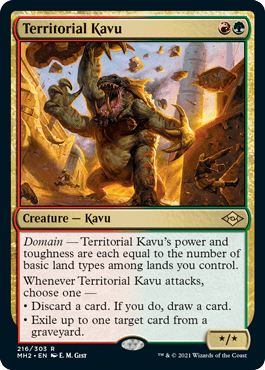 Territorial Kavu
Creature — Kavu
Domain — Territorial Kavu's power and
toughness are each equal to the number of
basic land types among lands you control.
Whenever Territorial Kavu attacks,
choose one —
• Discard a card. If you do, draw a card.
• Exile up to one target card from a
graveyard.
216/303 R
MH2 • EN E. M. Gist
*/*
™ & © 2021 Wizards of the Coast